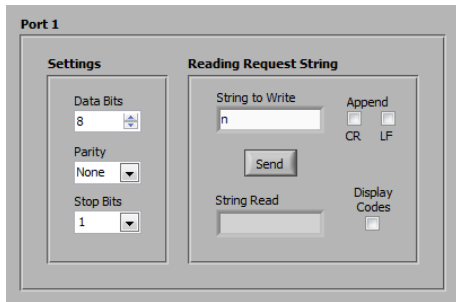 Port 1
Settings
Data Bits
8
Parity
None
Stop Bits
1
Reading Request String
String to Write
n
Append
CR LF
Send
String Read
Display
Codes